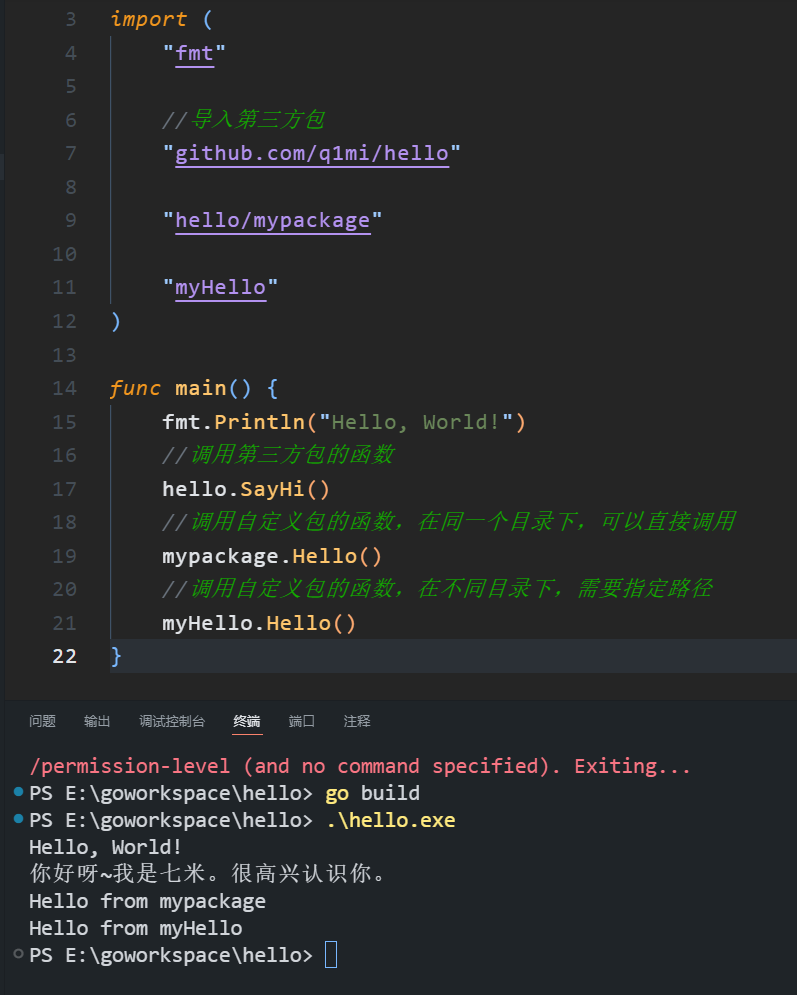 3 import (
4 "fmt"
5
6 //导入第三方包
7 "github.com/q1mi/hello"
8
9 "hello/mypackage"
10
11 "myHello"
12 )
13
14 func main() {
15 fmt.Println("Hello, World!")
16 //调用第三方包的函数
17 hello.SayHi()
18 //调用自定义包的函数，在同一个目录下，可以直接调用
19 mypackage.Hello()
20 //调用自定义包的函数，在不同目录下，需要指定路径
21 myHello.Hello()
22 }
问题 输出 调试控制台 终端 端口 注释
/permission-level (and no command specified). Exiting...
PS E:\goworkspace\hello> go build
PS E:\goworkspace\hello> .\hello.exe
Hello, World!
你好呀~我是七米。很高兴认识你。
Hello from mypackage
Hello from myHello
PS E:\goworkspace\hello>